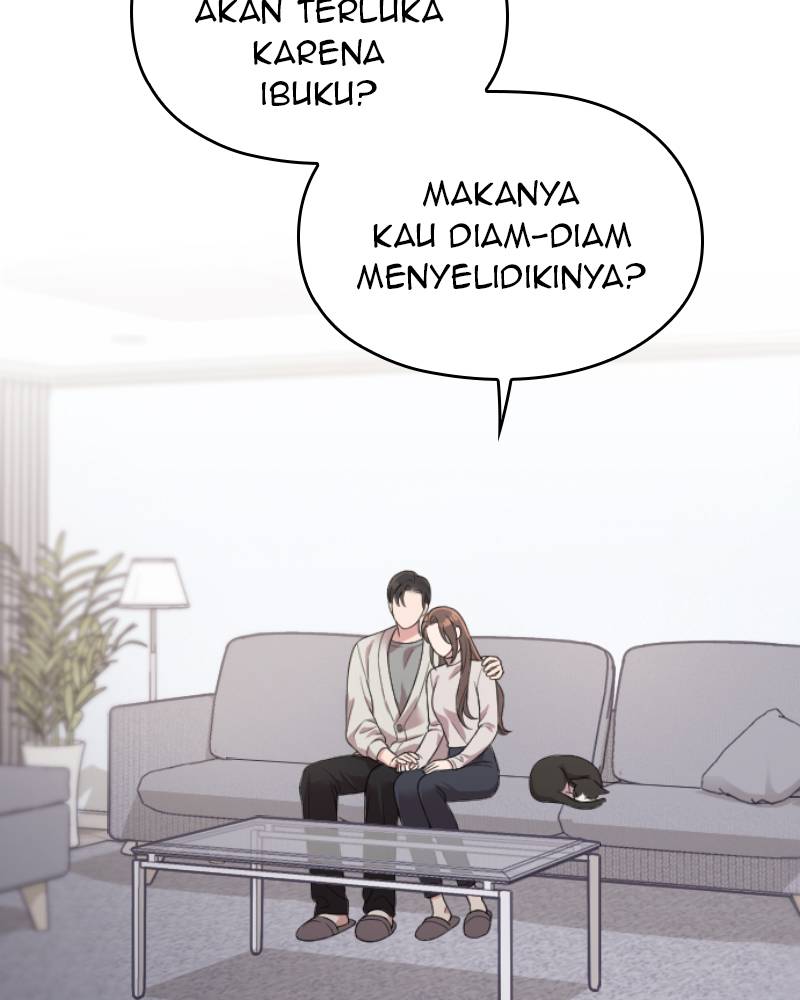 AKAN TERLUKA
KARENA
IBUKU?
MAKANYA
KAU DIAM-DIAM
MENYELIDIKINYA?